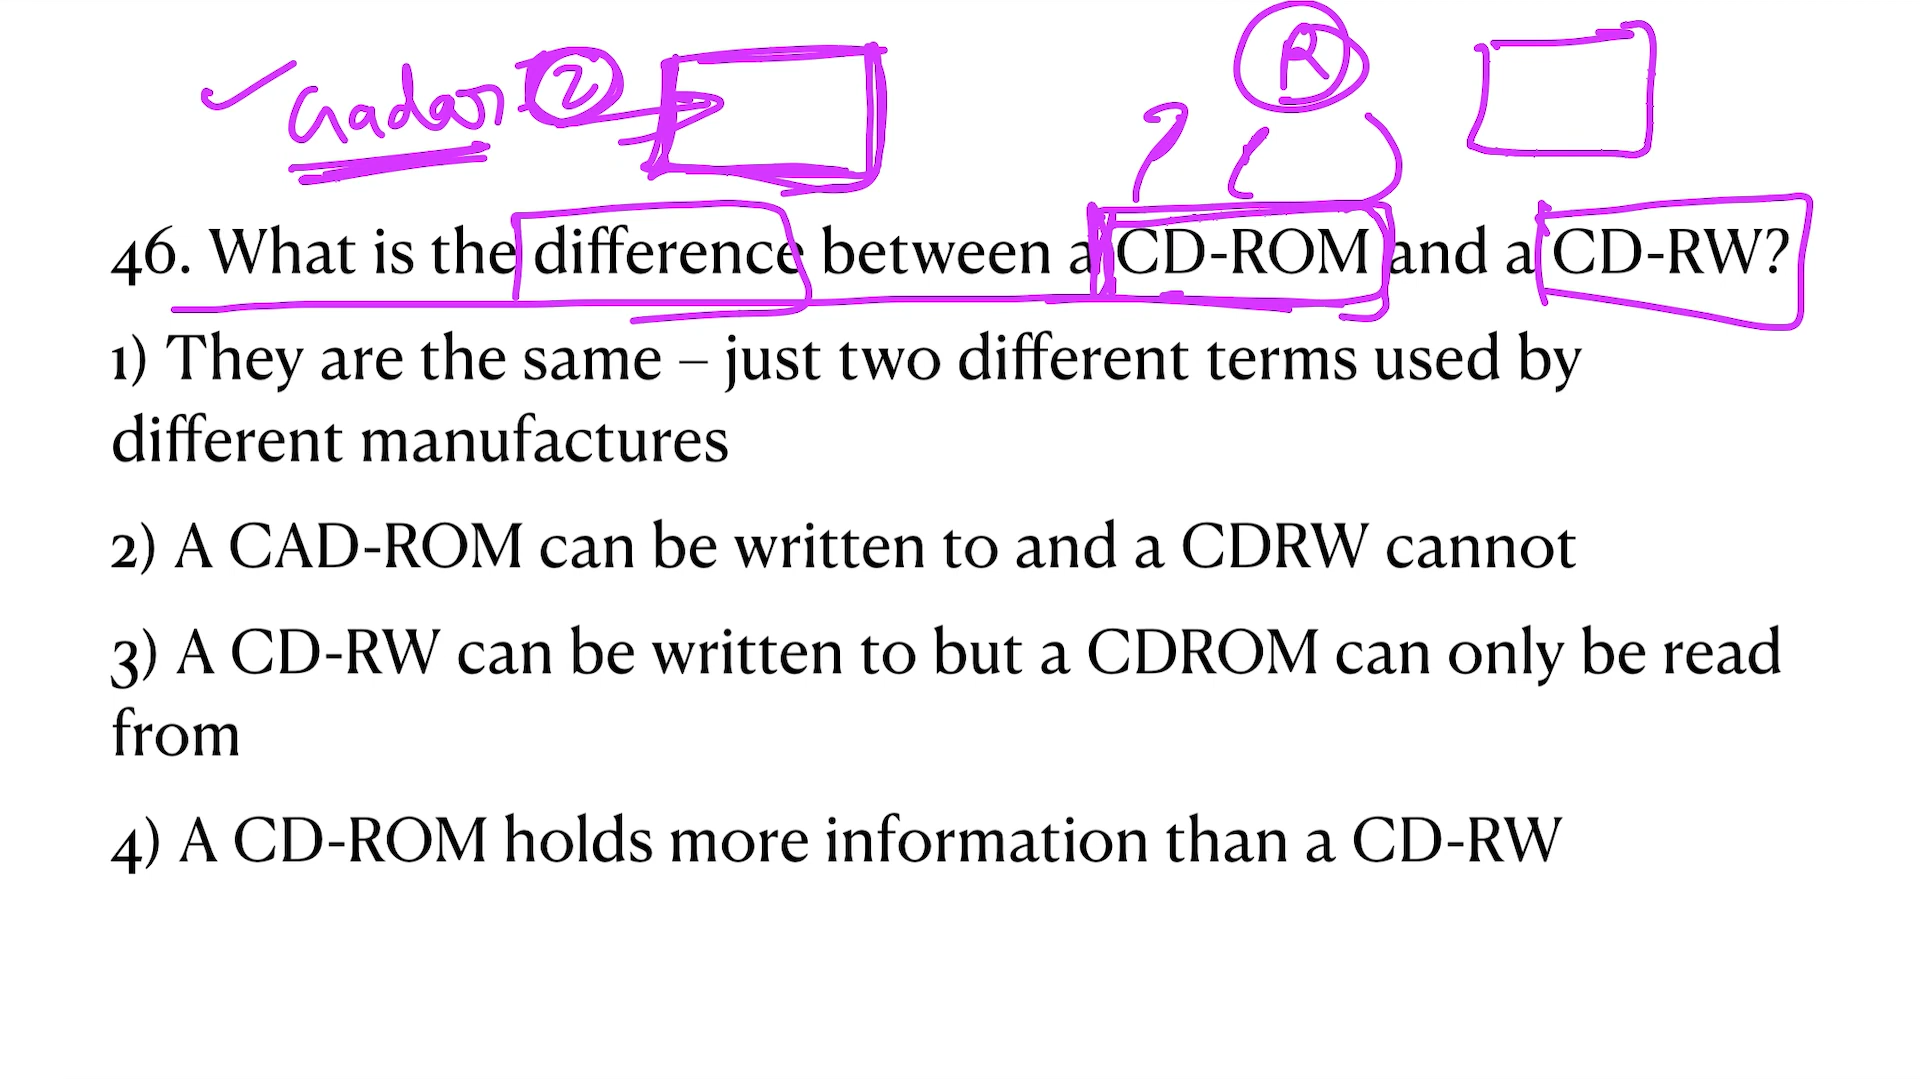 Gadar 2
R
46. What is the difference between a CD-ROM and a CD-RW?
1) They are the same – just two different terms used by
different manufactures
2) A CAD-ROM can be written to and a CDRW cannot
3) A CD-RW can be written to but a CDROM can only be read
from
4) A CD-ROM holds more information than a CD-RW